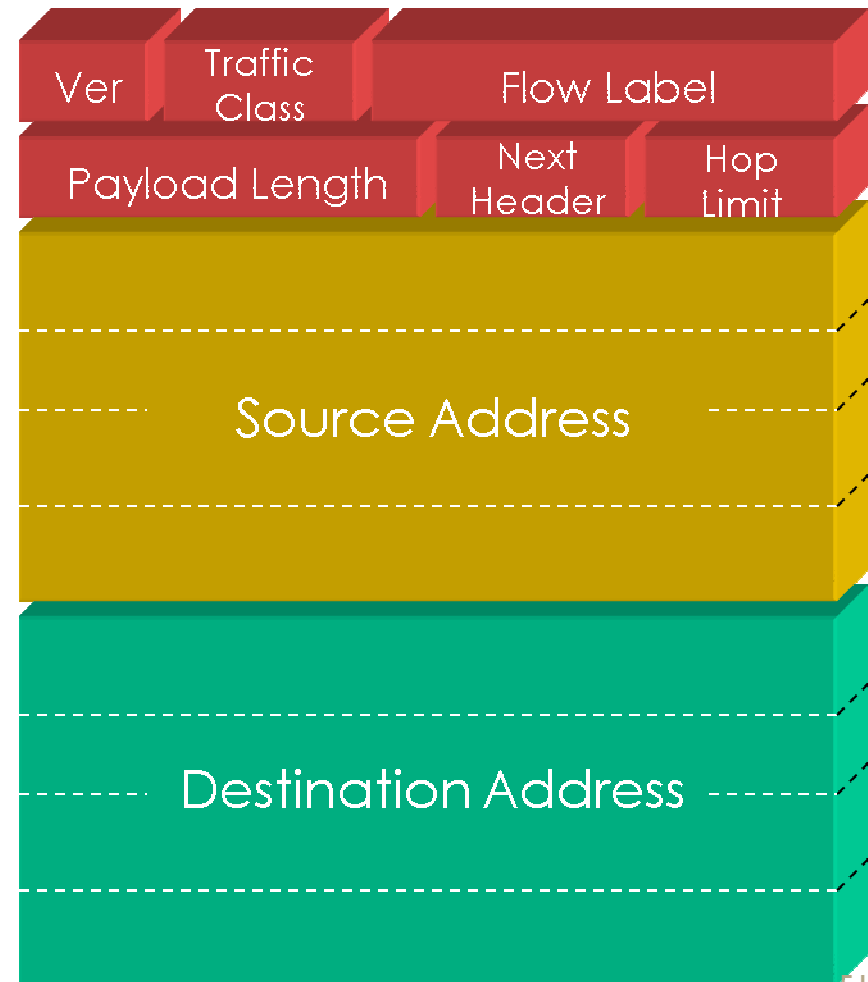 Ver
Traffic
Class
Flow Label
Payload Length
Next
Header
Hop
Limit
Source Address
Destination Address